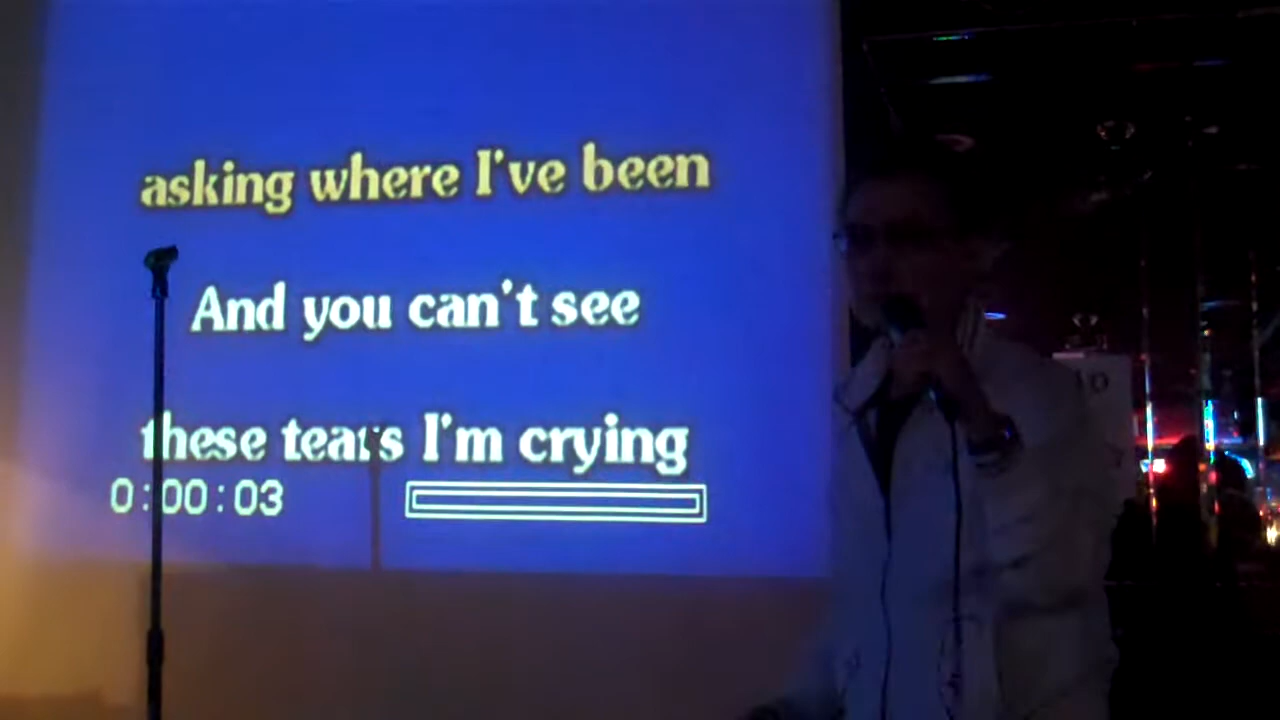 asking where I've been
And you can't see
these tears I'm crying
0:00:03